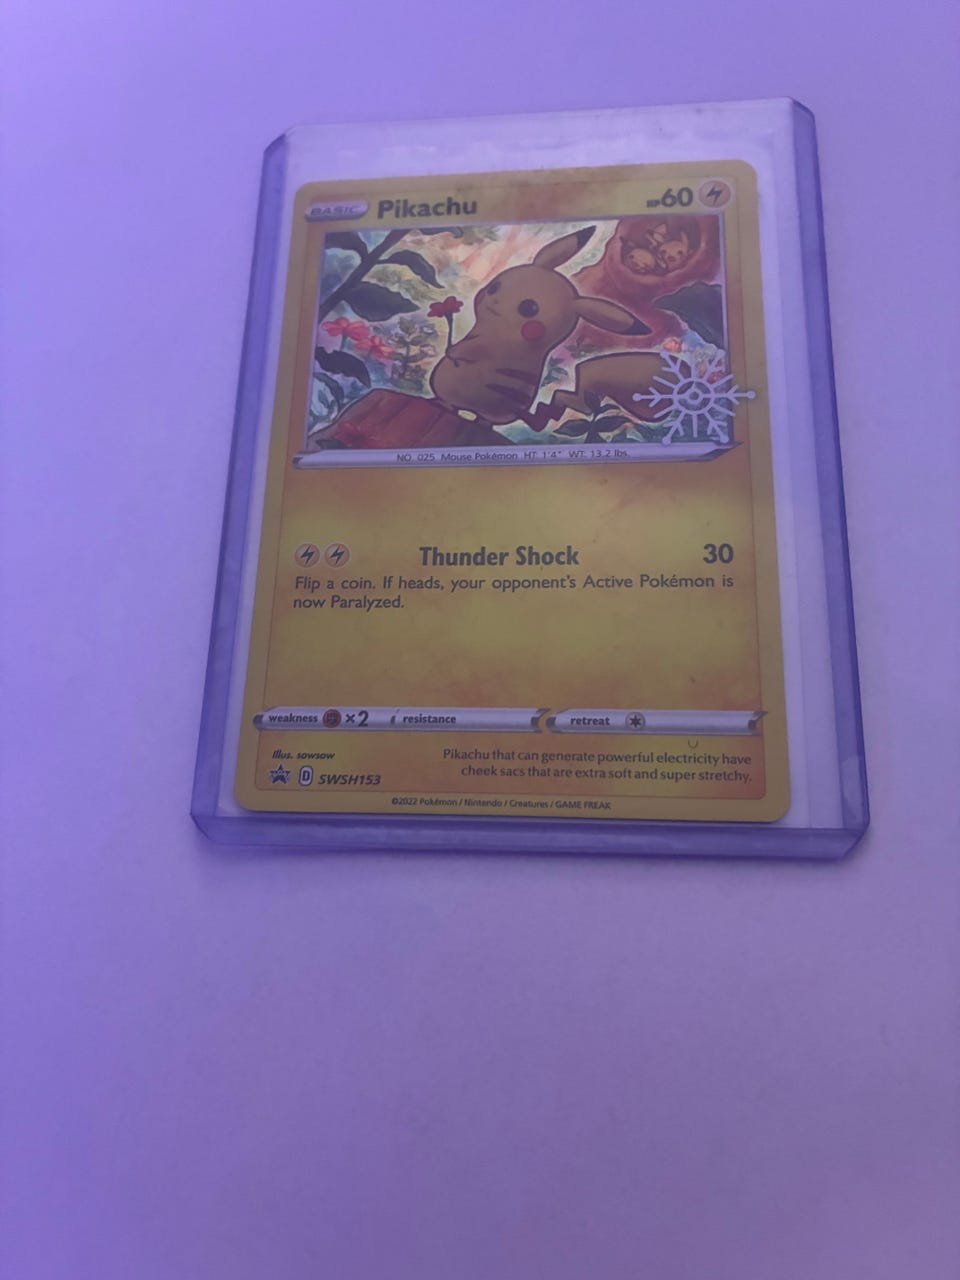 BASIC Pikachu HP60
NO. 025 Mouse Pokémon HT: 1'4" WT: 13.2 lbs.
Thunder Shock 30
Flip a coin. If heads, your opponent's Active Pokémon is
now Paralyzed.
weakness ×2 resistance retreat
Illus. sowsow
Pikachu that can generate powerful electricity have
cheek sacs that are extra soft and super stretchy.
D SWSH153
©2022 Pokémon / Nintendo / Creatures / GAME FREAK